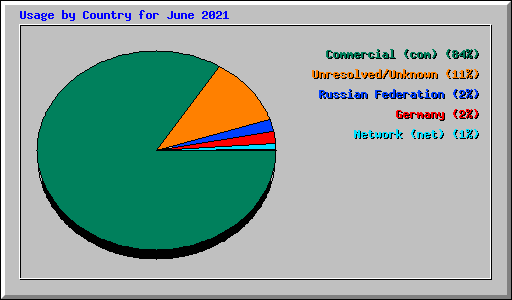 Usage by Country for June 2021
Commercial (com) (84%)
Unresolved/Unknown (11%)
Russian Federation (2%)
Germany (2%)
Network (net) (1%)